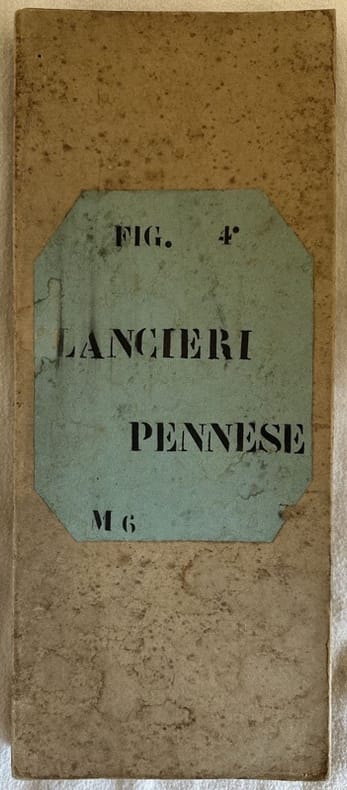 FIG. 4ª
LANCIERI
PENNESE
M 6